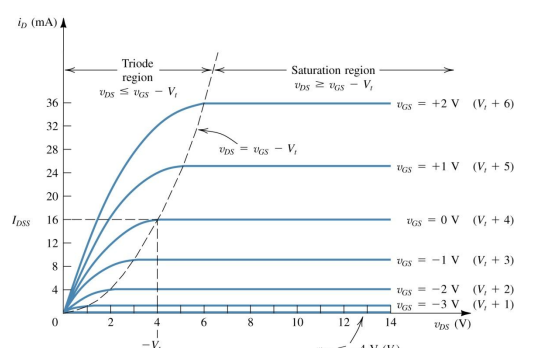 i_D (mA)
Triode region
v_DS ≤ v_GS − V_t
Saturation region
v_DS ≥ v_GS − V_t
36
v_GS = +2 V (V_t + 6)
32
v_DS = v_GS − V_t
28
24
v_GS = +1 V (V_t + 5)
20
I_DSS 16
v_GS = 0 V (V_t + 4)
12
v_GS = −1 V (V_t + 3)
8
4
v_GS = −2 V (V_t + 2)
v_GS = −3 V (V_t + 1)
0 2 4 6 8 10 12 14 v_DS (V)
−V_t